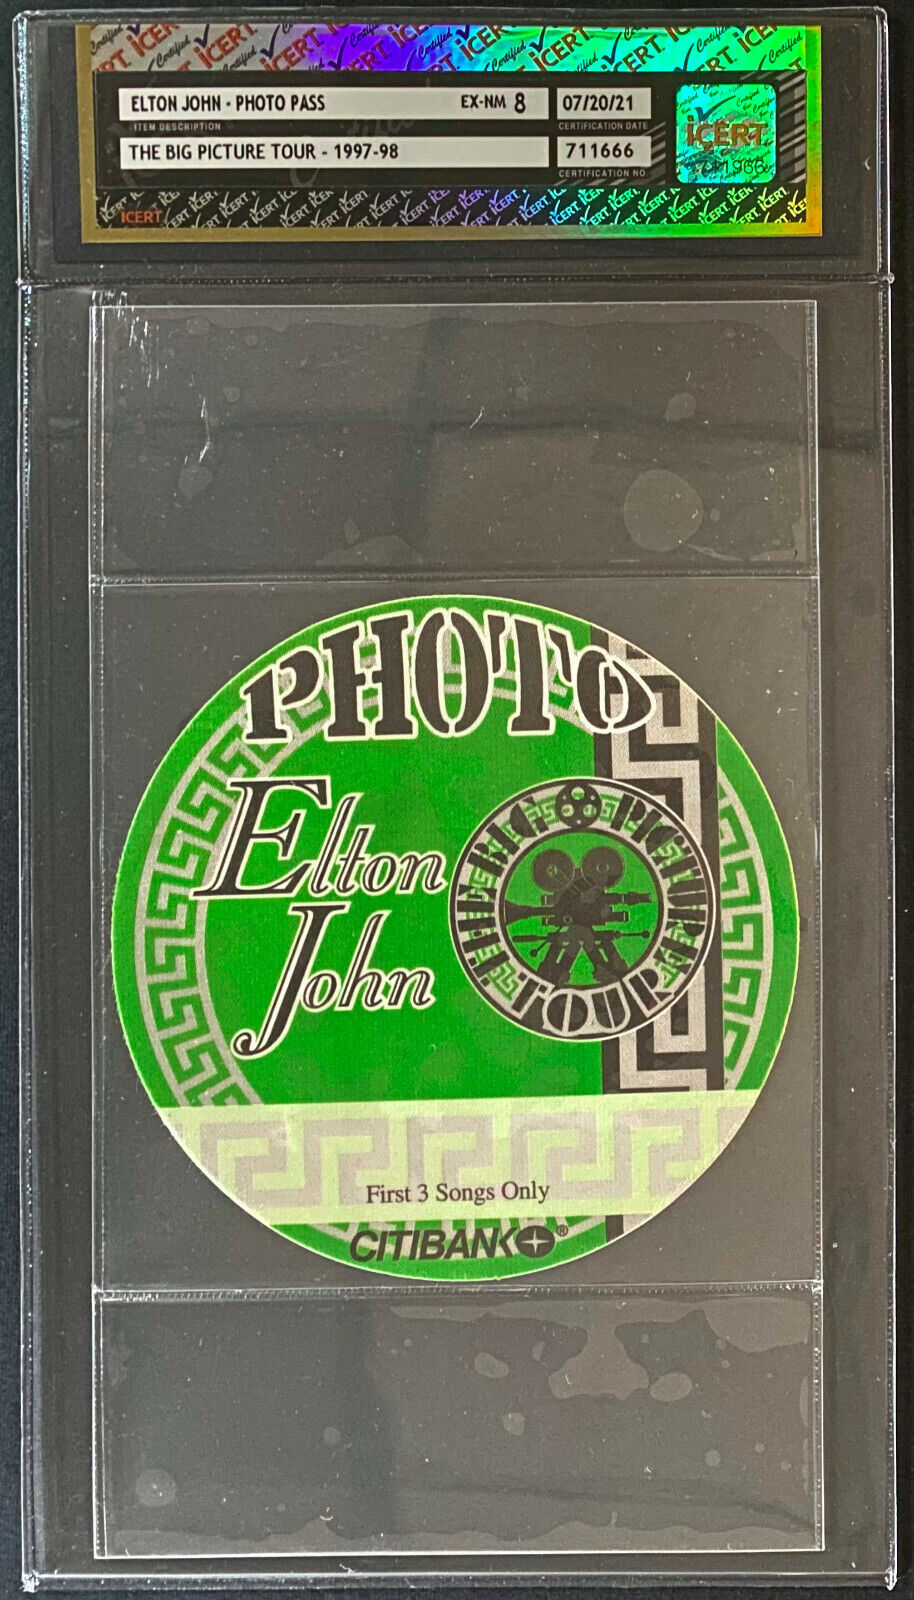 ELTON JOHN - PHOTO PASS EX-NM 8 07/20/21
ITEM DESCRIPTION CERTIFICATION DATE
THE BIG PICTURE TOUR - 1997-98 711666
CERTIFICATION NO.
iCERT
ICERT
PHOTO
Elton
John
THE BIG PICTURE
TOUR
First 3 Songs Only
CITIBANK®